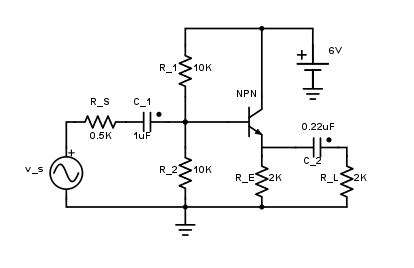 6V
R_1
10K
NPN
R_S
C_1
0.5K
1uF
0.22uF
C_2
v_s
+
+
R_2
10K
R_E
2K
R_L
2K